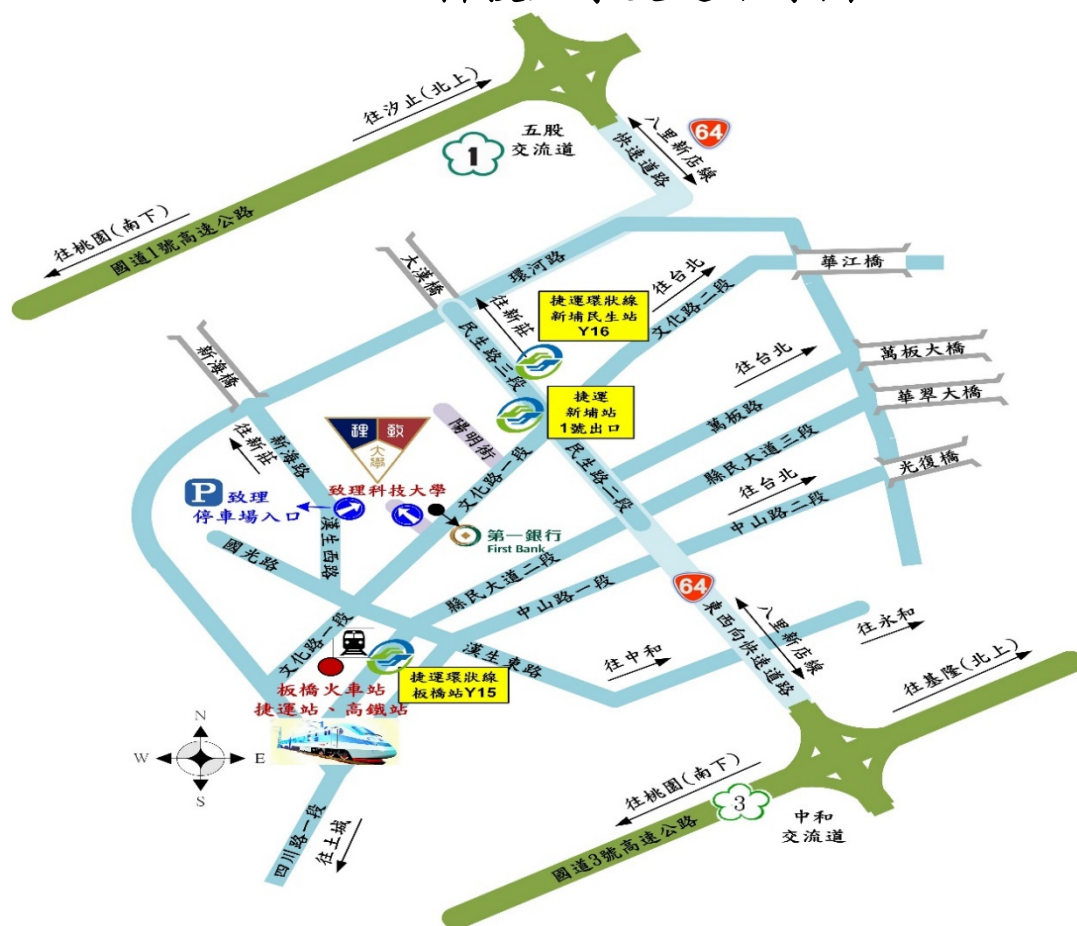 往汐止(北上)
五股
交流道
1
64
八里新店線
快速道路
往桃園(南下)
國道1號高速公路
大漢橋
環河路
往台北
華江橋
往新莊
捷運環狀線
新埔民生站
Y16
文化路二段
民生路三段
新海橋
往台北
萬板大橋
捷運
新埔站
1號出口
華翠大橋
萬板路
理 致
大
學
陽明街
往新莊
新海路
縣民大道三段
光復橋
民生路二段
文化路一段
致理科技大學
往台北
P 致理
停車場入口
中山路二段
漢生西路
第一銀行
First Bank
國光路
縣民大道二段
64
中山路一段
東西向快速道路
八里新店線
往永和
文化路一段
漢生東路
往中和
捷運環狀線
板橋站Y15
板橋火車站
捷運站、高鐵站
往基隆(北上)
N
W E
S
往桃園(南下)
3
中和
交流道
國道3號高速公路
四川路一段
往土城